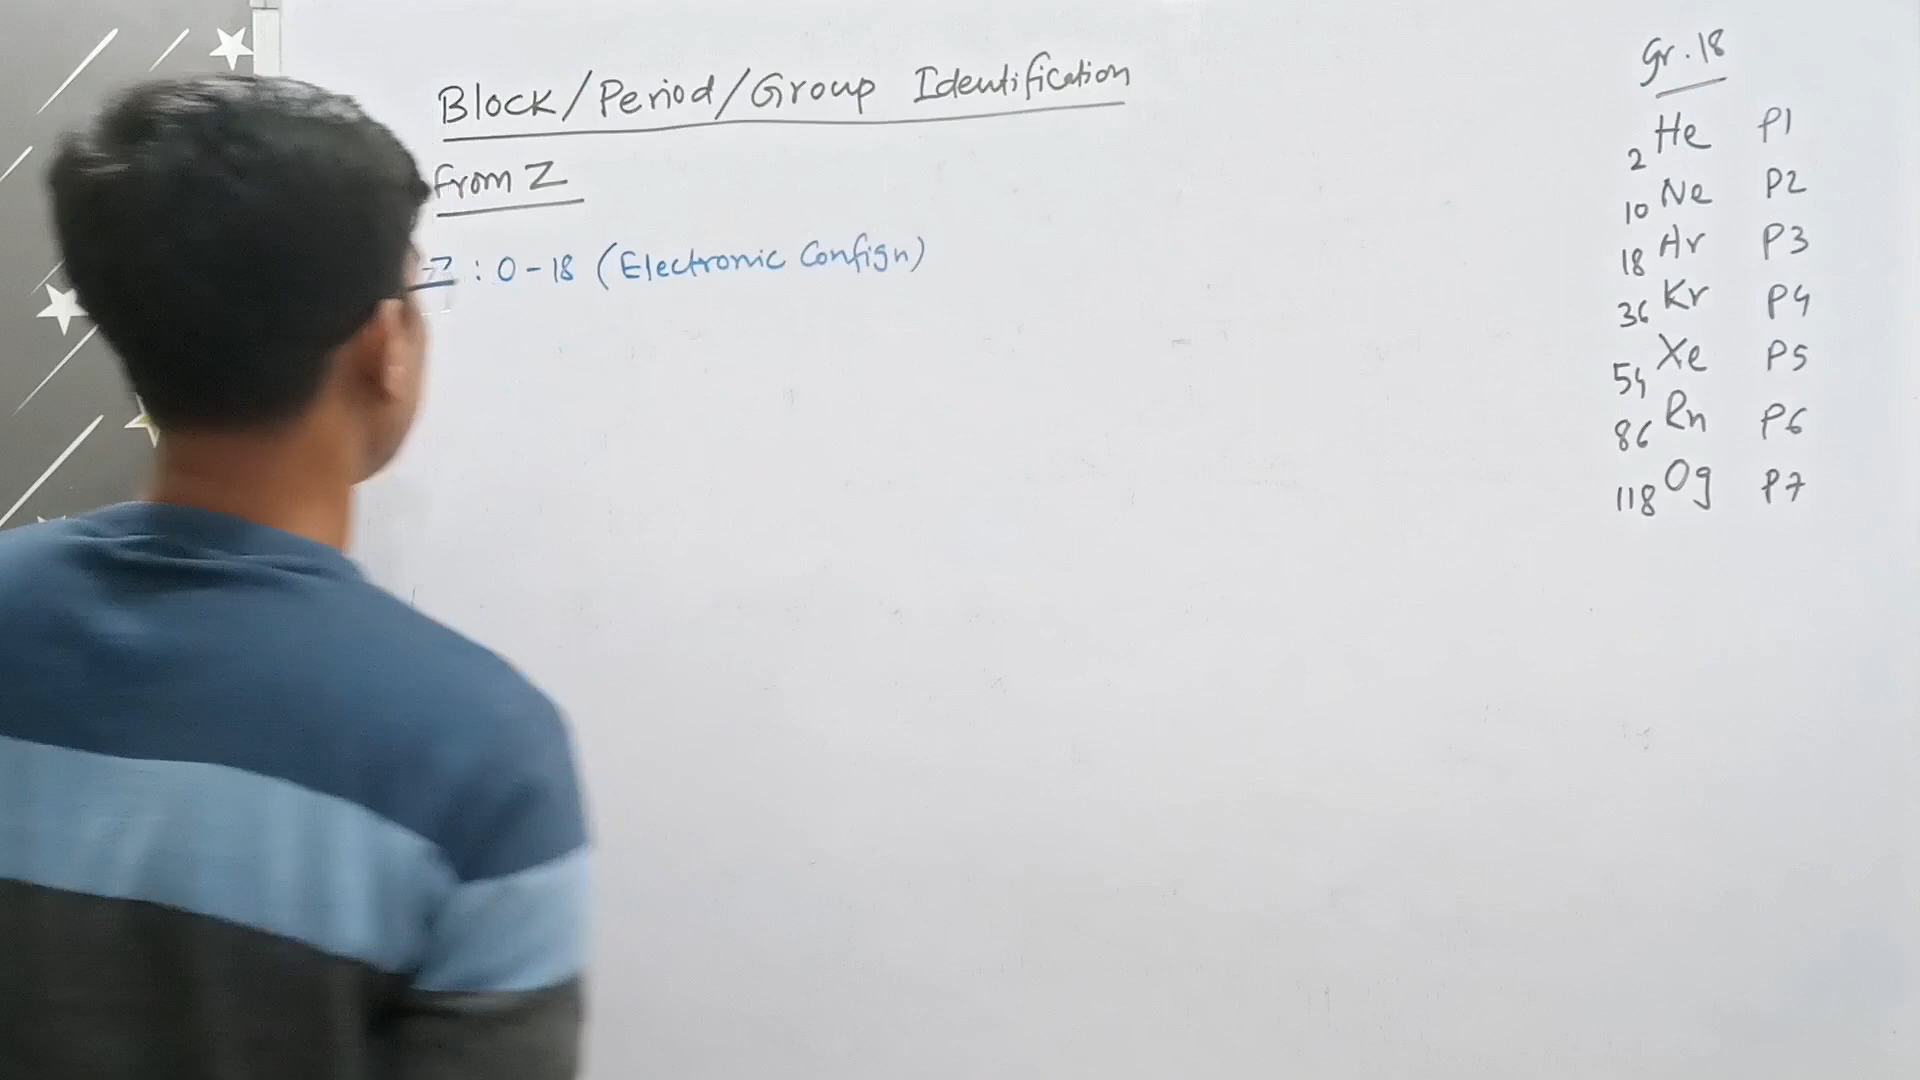 Block/Period/Group Identification
from Z
Z : 0-18 (Electronic Confign)
Gr. 18
2 He P1
10 Ne P2
18 Ar P3
36 Kr P4
54 Xe P5
86 Rn P6
118 Og P7